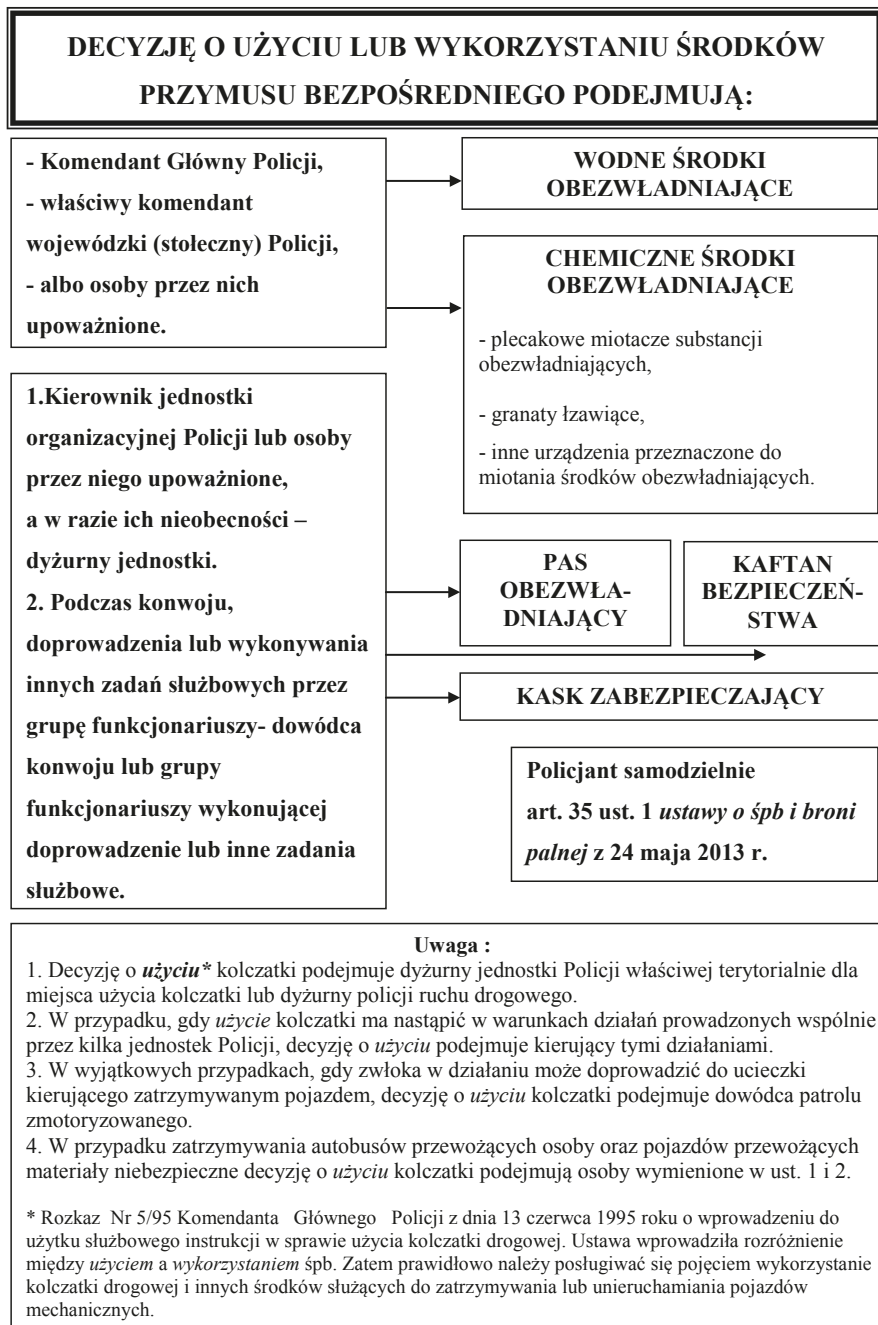 DECYZJĘ O UŻYCIU LUB WYKORZYSTANIU ŚRODKÓW
PRZYMUSU BEZPOŚREDNIEGO PODEJMUJĄ:
- Komendant Główny Policji,
- właściwy komendant
wojewódzki (stołeczny) Policji,
- albo osoby przez nich
upoważnione.
WODNE ŚRODKI
OBEZWŁADNIAJĄCE
CHEMICZNE ŚRODKI
OBEZWŁADNIAJĄCE
- plecakowe miotacze substancji
obezwładniających,
- granaty łzawiące,
- inne urządzenia przeznaczone do
miotania środków obezwładniających.
1.Kierownik jednostki
organizacyjnej Policji lub osoby
przez niego upoważnione,
a w razie ich nieobecności –
dyżurny jednostki.
2. Podczas konwoju,
doprowadzenia lub wykonywania
innych zadań służbowych przez
grupę funkcjonariuszy- dowódca
konwoju lub grupy
funkcjonariuszy wykonującej
doprowadzenie lub inne zadania
służbowe.
PAS
OBEZWŁA-
DNIAJĄCY
KAFTAN
BEZPIECZEŃ-
STWA
KASK ZABEZPIECZAJĄCY
Policjant samodzielnie
art. 35 ust. 1 ustawy o śpb i broni
palnej z 24 maja 2013 r.
Uwaga :
1. Decyzję o użyciu* kolczatki podejmuje dyżurny jednostki Policji właściwej terytorialnie dla
miejsca użycia kolczatki lub dyżurny policji ruchu drogowego.
2. W przypadku, gdy użycie kolczatki ma nastąpić w warunkach działań prowadzonych wspólnie
przez kilka jednostek Policji, decyzję o użyciu podejmuje kierujący tymi działaniami.
3. W wyjątkowych przypadkach, gdy zwłoka w działaniu może doprowadzić do ucieczki
kierującego zatrzymywanym pojazdem, decyzję o użyciu kolczatki podejmuje dowódca patrolu
zmotoryzowanego.
4. W przypadku zatrzymywania autobusów przewożących osoby oraz pojazdów przewożących
materiały niebezpieczne decyzję o użyciu kolczatki podejmują osoby wymienione w ust. 1 i 2.
* Rozkaz Nr 5/95 Komendanta Głównego Policji z dnia 13 czerwca 1995 roku o wprowadzeniu do
użytku służbowego instrukcji w sprawie użycia kolczatki drogowej. Ustawa wprowadziła rozróżnienie
między użyciem a wykorzystaniem śpb. Zatem prawidłowo należy posługiwać się pojęciem wykorzystanie
kolczatki drogowej i innych środków służących do zatrzymywania lub unieruchamiania pojazdów
mechanicznych.